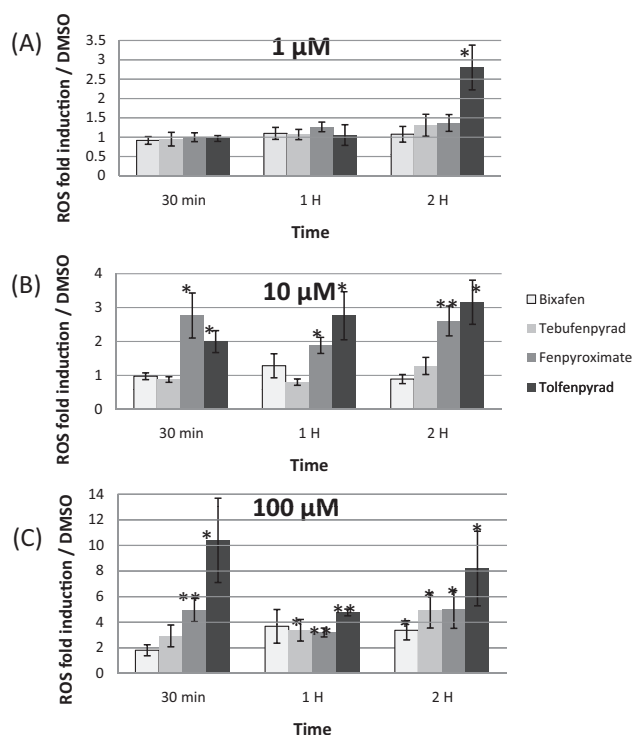 (A)
1 µM
ROS fold induction / DMSO
3.5
3
2.5
2
1.5
1
0.5
0
*
30 min 1 H 2 H
Time
(B)
10 µM
ROS fold induction / DMSO
4
3
2
1
0
* * * * ** *
30 min 1 H 2 H
Time
Bixafen
Tebufenpyrad
Fenpyroximate
Tolfenpyrad
(C)
100 µM
ROS fold induction / DMSO
14
12
10
8
6
4
2
0
** * * ** ** * * * *
30 min 1 H 2 H
Time